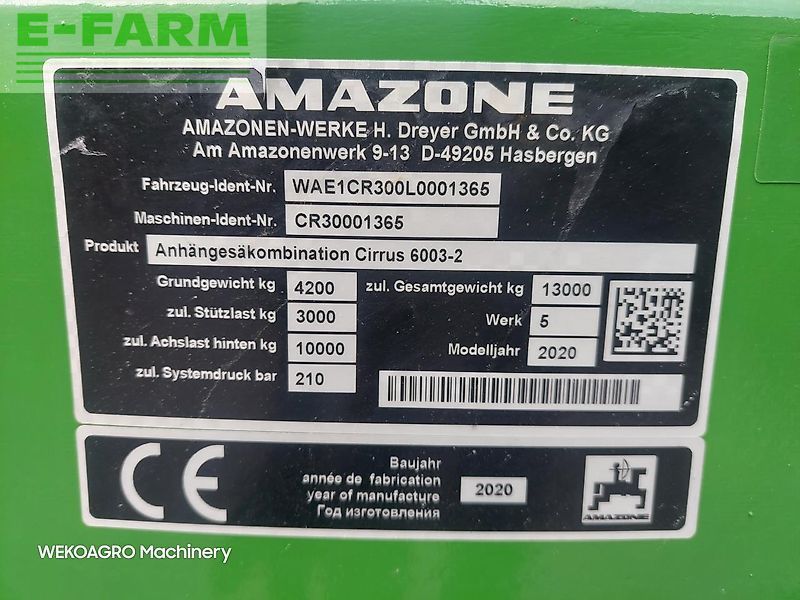 E-FARM
AMAZONE
AMAZONEN-WERKE H. Dreyer GmbH & Co. KG
Am Amazonenwerk 9-13 D-49205 Hasbergen
Fahrzeug-Ident-Nr. WAE1CR300L0001365
Maschinen-Ident-Nr. CR30001365
Produkt Anhängesäkombination Cirrus 6003-2
Grundgewicht kg 4200 zul. Gesamtgewicht kg 13000
zul. Stützlast kg 3000 Werk 5
zul. Achslast hinten kg 10000 Modelljahr 2020
zul. Systemdruck bar 210
CE
Baujahr
année de fabrication
year of manufacture 2020
Год изготовления
AMAZONE
WEKOAGRO Machinery